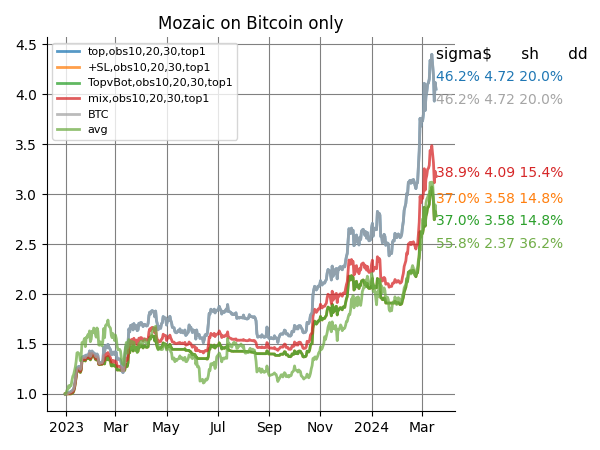 Mozaic on Bitcoin only
sigma$ sh dd
4.5
top,obs10,20,30,top1
+SL,obs10,20,30,top1
TopvBot,obs10,20,30,top1
mix,obs10,20,30,top1
BTC
avg
46.2% 4.72 20.0%
46.2% 4.72 20.0%
4.0
3.5
38.9% 4.09 15.4%
3.0
37.0% 3.58 14.8%
37.0% 3.58 14.8%
2.5
55.8% 2.37 36.2%
2.0
1.5
1.0
2023 Mar May Jul Sep Nov 2024 Mar